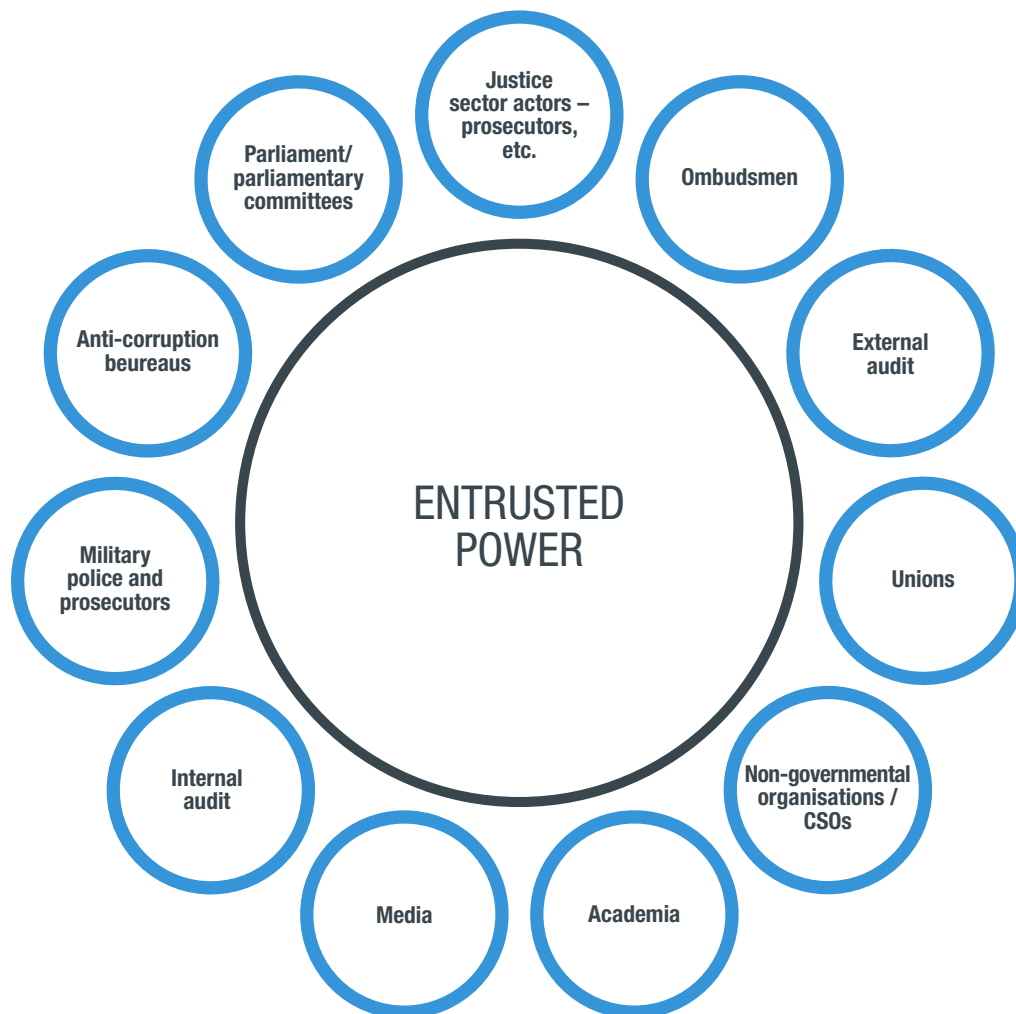 Justice
sector actors –
prosecutors,
etc.
Ombudsmen
External
audit
Unions
Non-governmental
organisations /
CSOs
Academia
Media
Internal
audit
Military
police and
prosecutors
Anti-corruption
beureaus
Parliament/
parliamentary
committees
ENTRUSTED
POWER